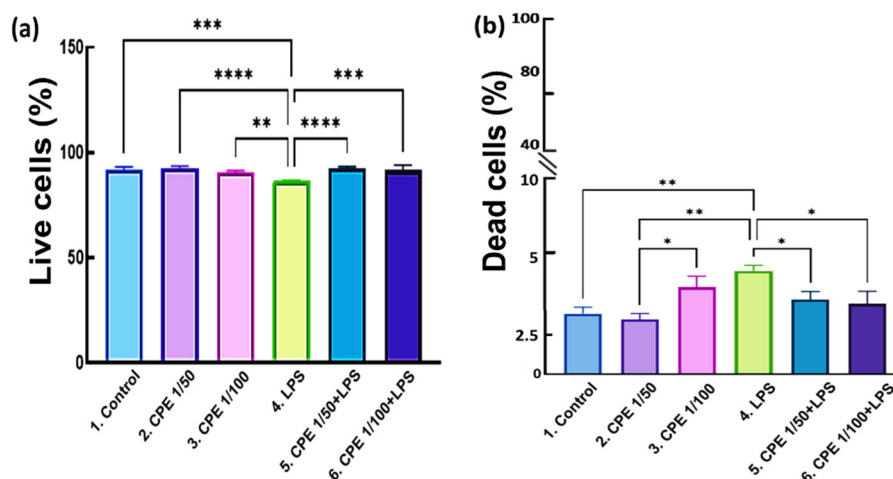 (a)
Live cells (%)
150
100
50
0
***
****
***
**
****
1. Control
2. CPE 1/50
3. CPE 1/100
4. LPS
5. CPE 1/50+LPS
6. CPE 1/100+LPS
(b)
Dead cells (%)
100
80
40
10
5
2.5
0
**
**
*
*
*
1. Control
2. CPE 1/50
3. CPE 1/100
4. LPS
5. CPE 1/50+LPS
6. CPE 1/100+LPS